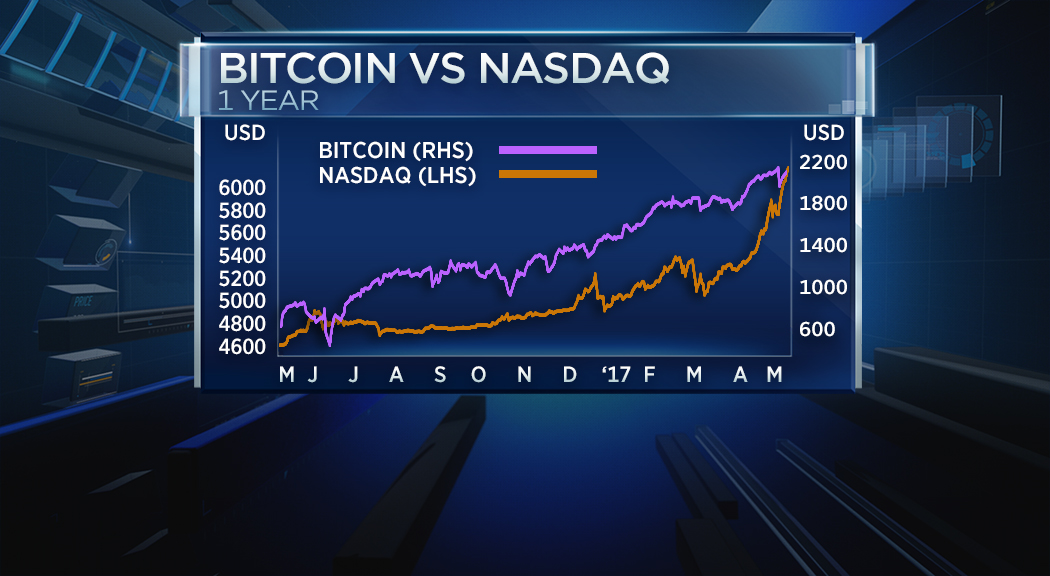 BITCOIN VS NASDAQ
1 YEAR
USD
USD
BITCOIN (RHS)
NASDAQ (LHS)
6000
5800
5600
5400
5200
5000
4800
4600
2200
1800
1400
1000
600
M J J A S O N D '17 F M A M
PRICE